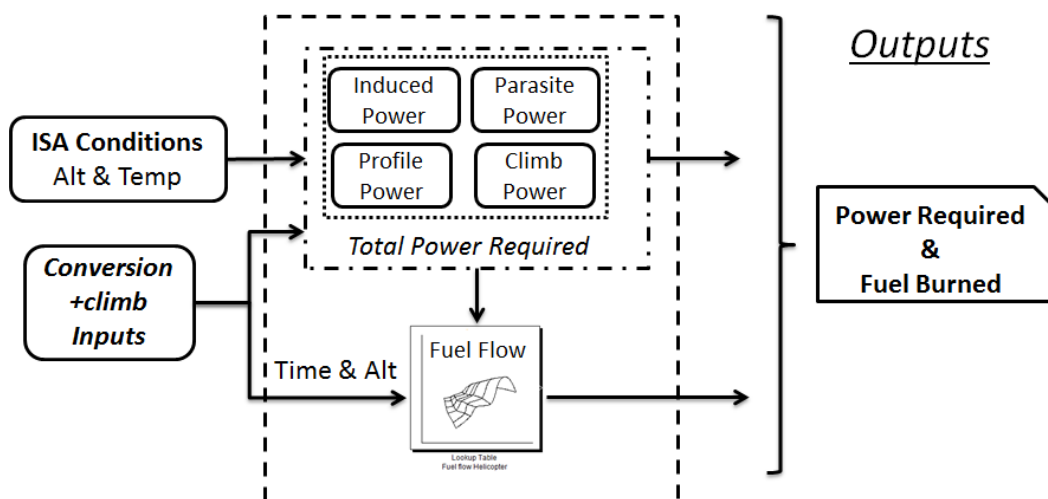 Outputs
Induced
Power
Parasite
Power
ISA Conditions
Alt & Temp
Profile
Power
Climb
Power
Total Power Required
Conversion
+climb
Inputs
Power Required
&
Fuel Burned
Time & Alt
Fuel Flow
Lookup Table
Fuel flow Helicopter